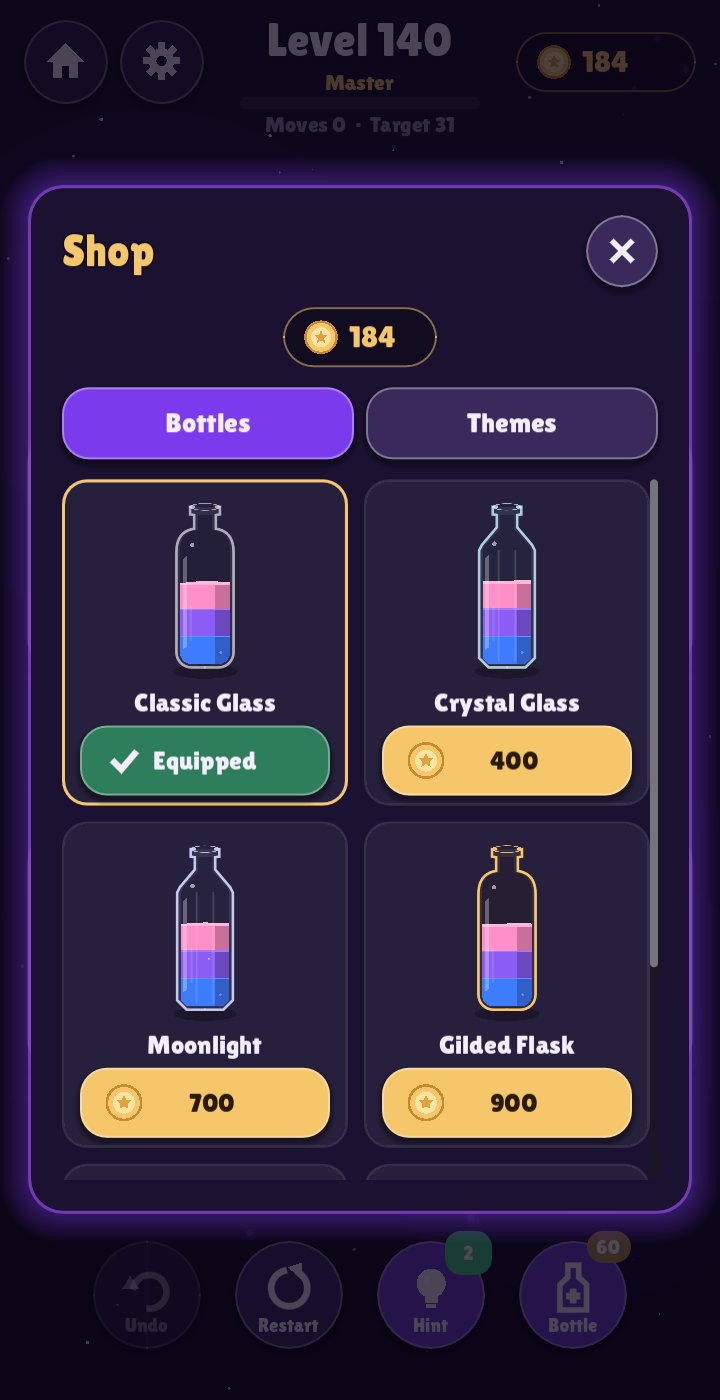 Level 140
Master
184
Moves 0 · Target 31
Shop
184
Bottles
Themes
Classic Glass
Crystal Glass
Equipped
400
Moonlight
Gilded Flask
700
900
2
60
Undo
Restart
Hint
Bottle